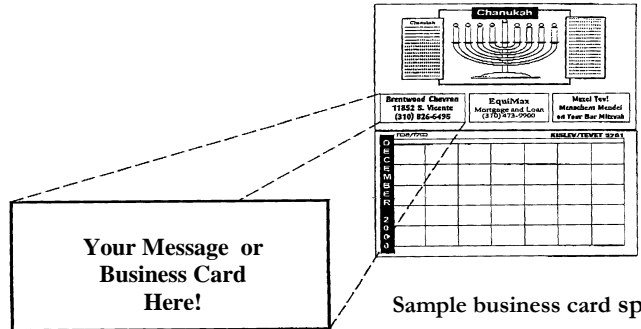 Chanukah
Chanukah
Brentwood Chevron
11852 S. Vicente
(310) 826-6495
EquiMax
Mortgage and Loan
(310) 473-9900
Mazel Tov!
Menachem Mendel
on Your Bar Mitzvah
KISLEV/TEVET 5761
DECEMBER 2000
Your Message or
Business Card
Here!
Sample business card sp